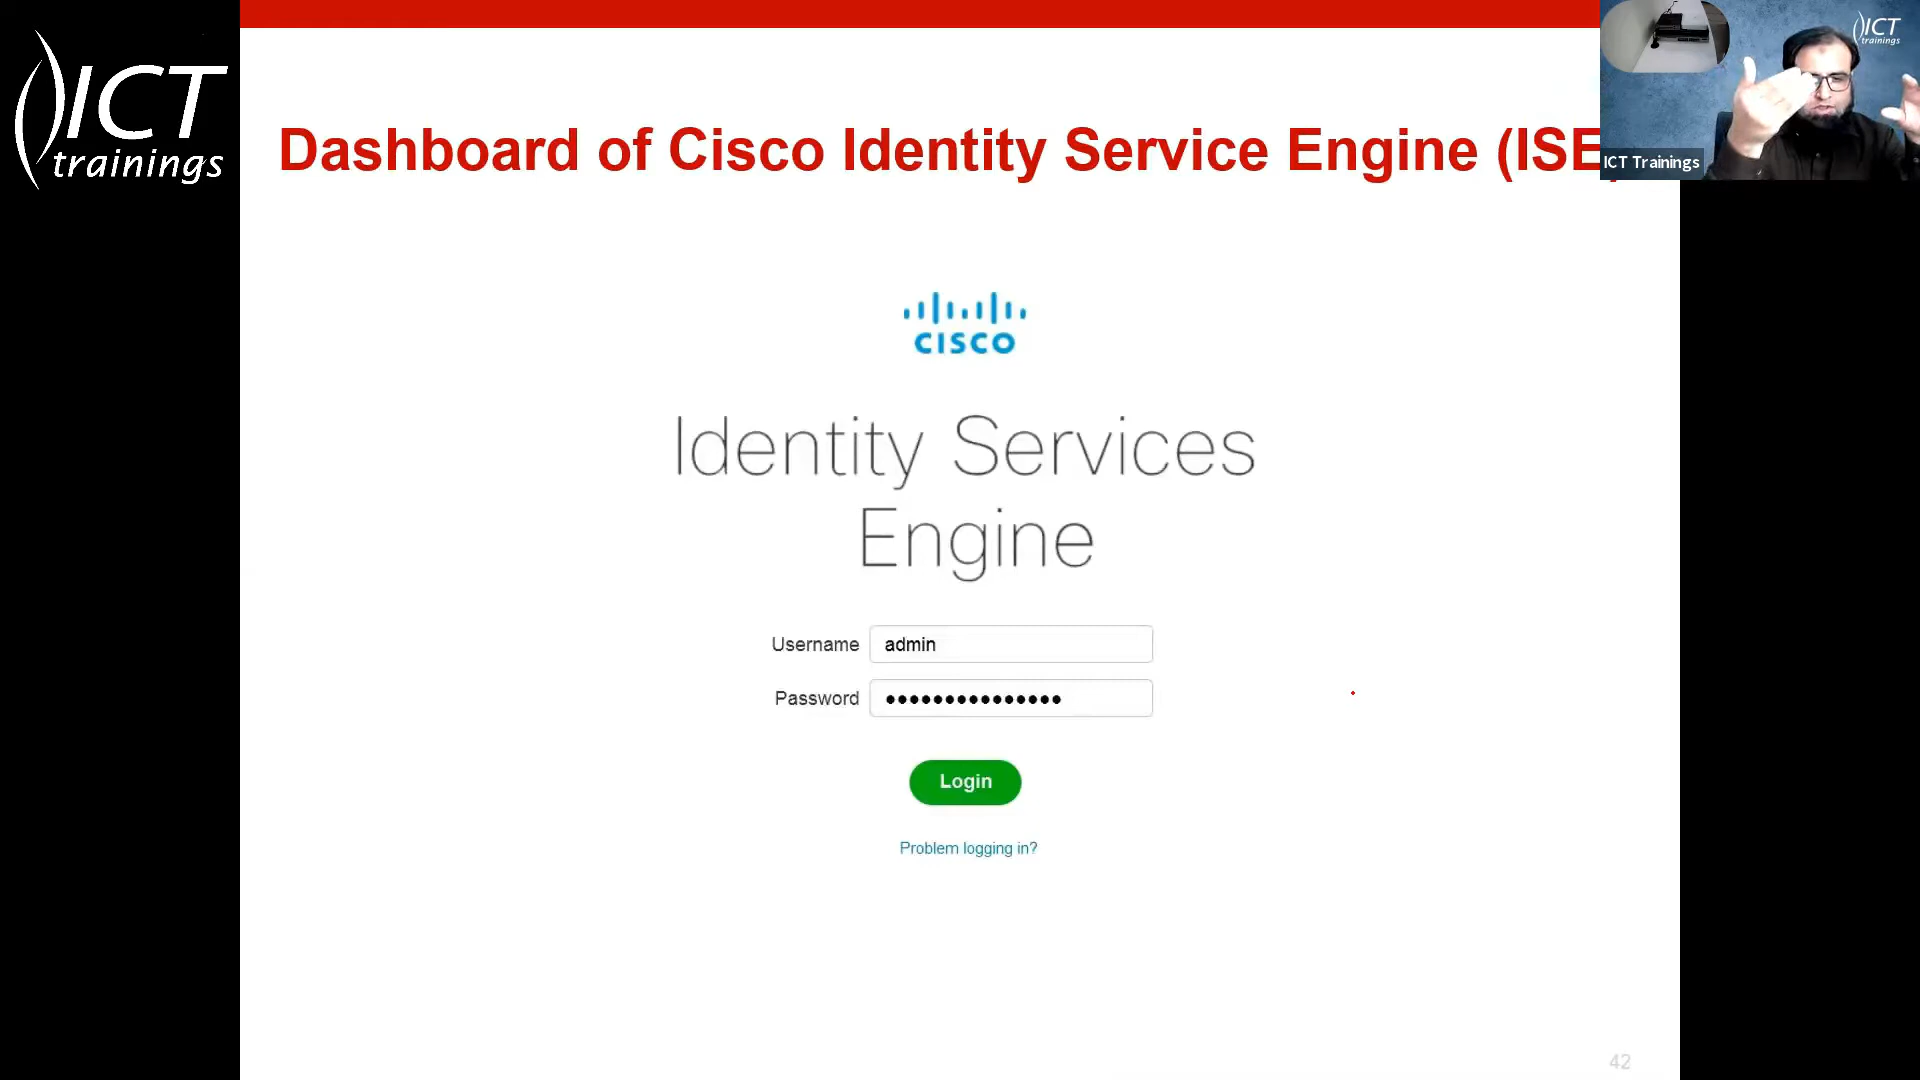 ICT
trainings
Dashboard of Cisco Identity Service Engine (ISE
ICT
trainings
ICT Trainings
CISCO
Identity Services
Engine
Username admin
Password ●●●●●●●●●●●●●●●
Login
Problem logging in?
42